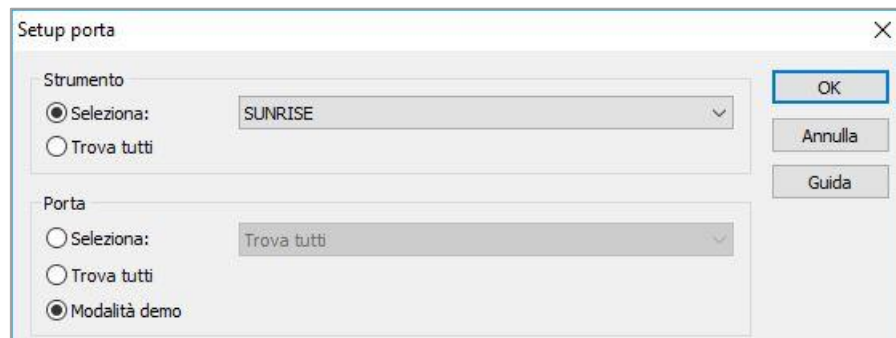 Setup porta
Strumento
Seleziona: SUNRISE
Trova tutti
OK
Annulla
Guida
Porta
Seleziona: Trova tutti
Trova tutti
Modalità demo